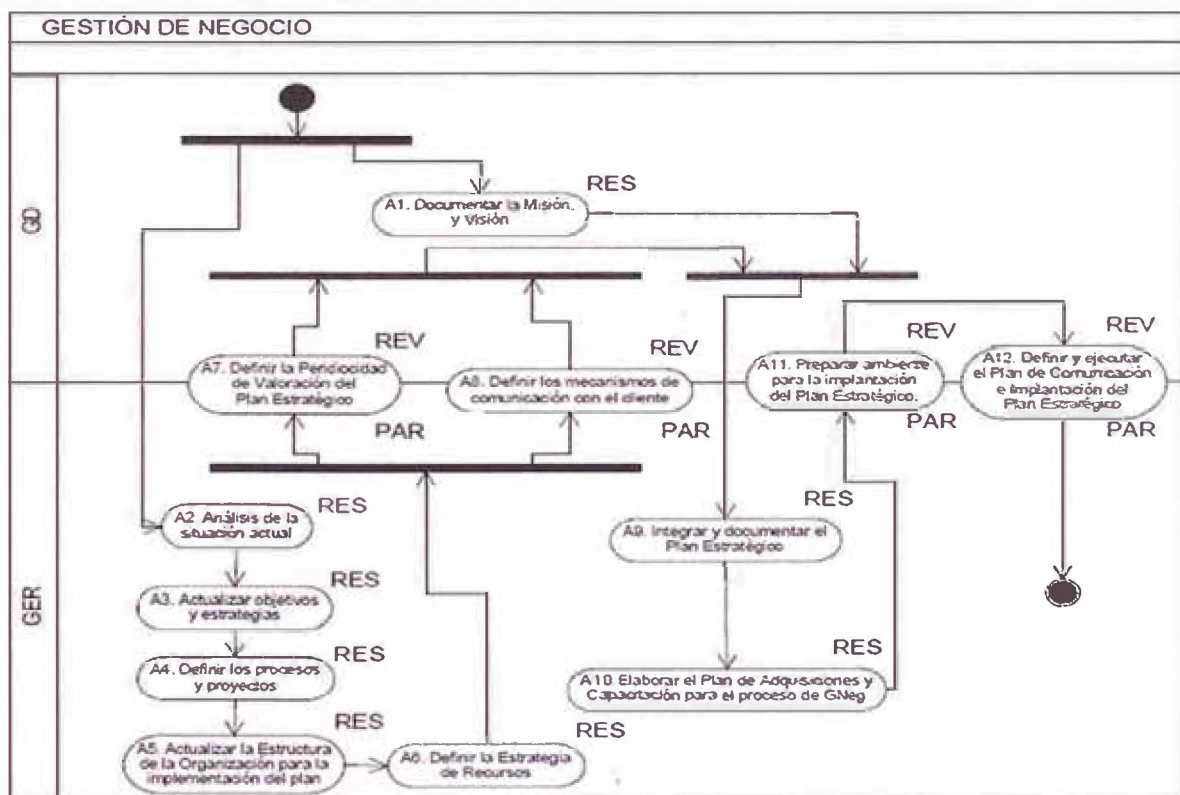 GESTIÓN DE NEGOCIO
GD
RES
A1. Documentar la Misión,
y Visión
REV
A7. Definir la Periodicidad
de Valoración del
Plan Estratégico
PAR
REV
A8. Definir los mecanismos de
comunicación con el cliente
PAR
REV
A11. Preparar ambiente
para la implantación
del Plan Estratégico.
PAR
REV
A12. Definir y ejecutar
el Plan de Comunicación
e Implantación del
Plan Estratégico
PAR
GER
RES
A2. Análisis de la
situación actual
RES
A3. Actualizar objetivos
y estrategias
RES
A4. Definir los procesos
y proyectos
RES
A5. Actualizar la Estructura
de la Organización para la
implementación del plan
RES
A6. Definir la Estrategia
de Recursos
RES
A9. Integrar y documentar el
Plan Estratégico
RES
A10. Elaborar el Plan de Adquisiciones y
Capacitación para el proceso de GNeg